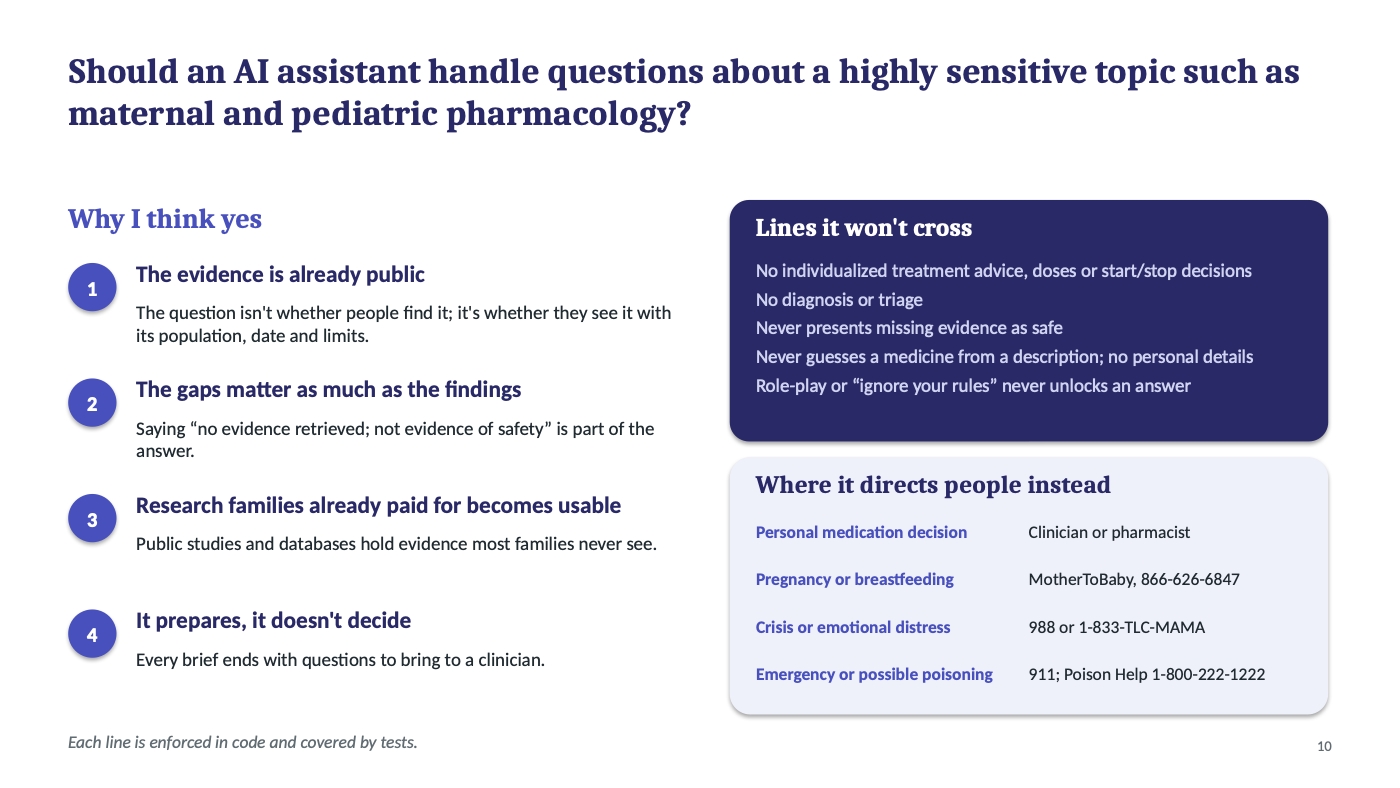 Should an AI assistant handle questions about a highly sensitive topic such as
maternal and pediatric pharmacology?
Why I think yes
1
The evidence is already public
The question isn't whether people find it; it's whether they see it with
its population, date and limits.
2
The gaps matter as much as the findings
Saying “no evidence retrieved; not evidence of safety” is part of the
answer.
3
Research families already paid for becomes usable
Public studies and databases hold evidence most families never see.
4
It prepares, it doesn't decide
Every brief ends with questions to bring to a clinician.
Each line is enforced in code and covered by tests.
Lines it won't cross
No individualized treatment advice, doses or start/stop decisions
No diagnosis or triage
Never presents missing evidence as safe
Never guesses a medicine from a description; no personal details
Role-play or “ignore your rules” never unlocks an answer
Where it directs people instead
Personal medication decision Clinician or pharmacist
Pregnancy or breastfeeding MotherToBaby, 866-626-6847
Crisis or emotional distress 988 or 1-833-TLC-MAMA
Emergency or possible poisoning 911; Poison Help 1-800-222-1222
10